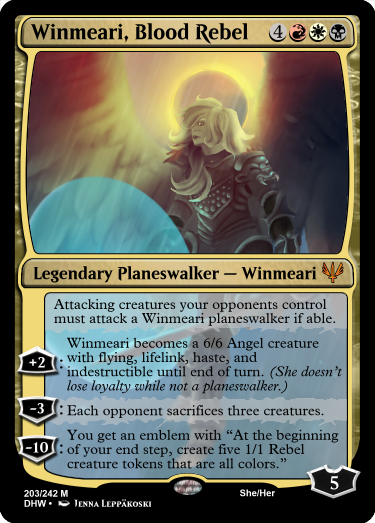 Winmeari, Blood Rebel 4
Legendary Planeswalker — Winmeari
Attacking creatures your opponents control
must attack a Winmeari planeswalker if able.
+2: Winmeari becomes a 6/6 Angel creature
with flying, lifelink, haste, and
indestructible until end of turn. (She doesn't
lose loyalty while not a planeswalker.)
-3: Each opponent sacrifices three creatures.
-10: You get an emblem with “At the beginning
of your end step, create five 1/1 Rebel
creature tokens that are all colors.”
5
203/242 M
She/Her
DHW • Jenna Leppäkoski